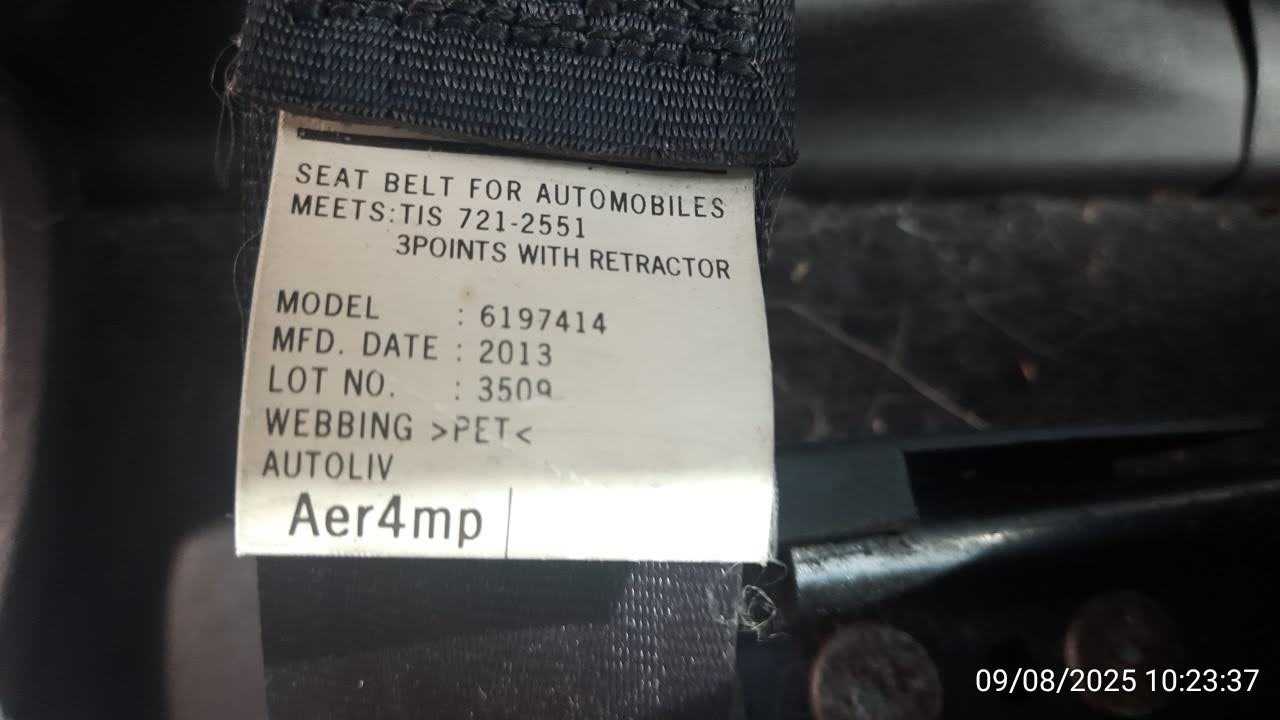 SEAT BELT FOR AUTOMOBILES
MEETS:TIS 721-2551
3POINTS WITH RETRACTOR
MODEL : 6197414
MFD. DATE : 2013
LOT NO. : 3509
WEBBING >PET<
AUTOLIV
Aer4mp
09/08/2025 10:23:37